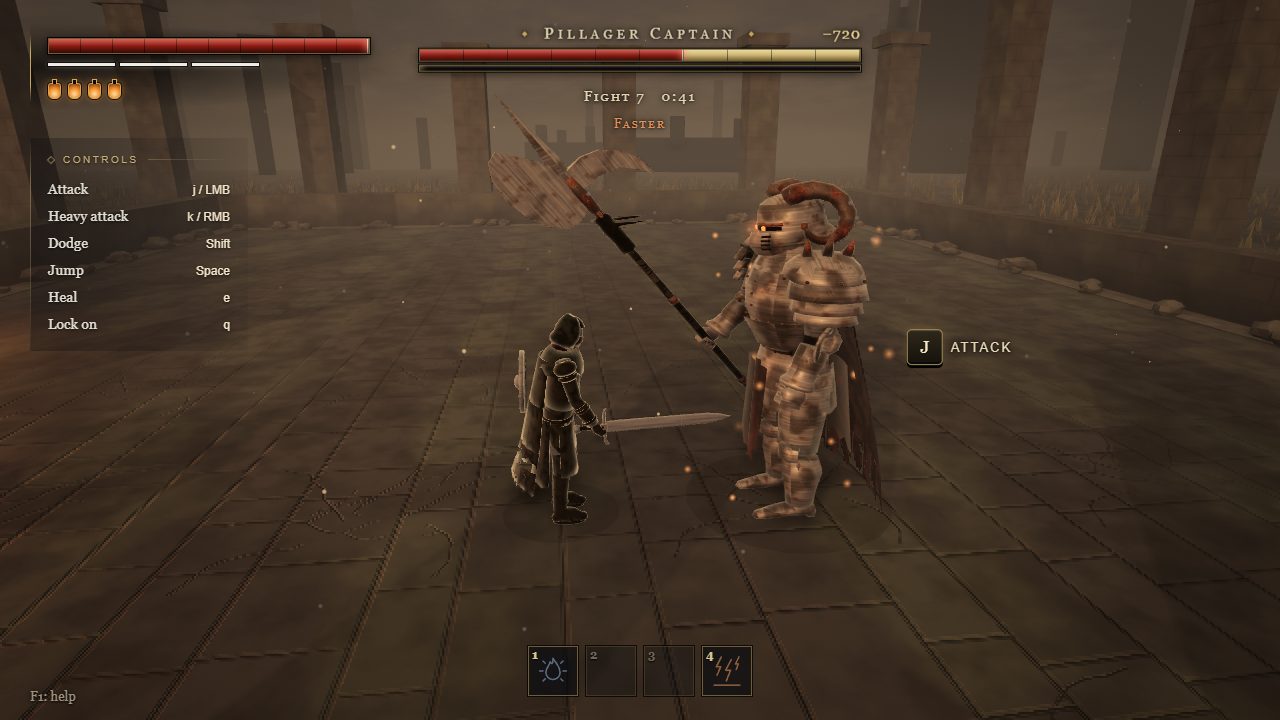 PILLAGER CAPTAIN
–720
FIGHT 7 0:41
FASTER
CONTROLS
Attack j / LMB
Heavy attack k / RMB
Dodge Shift
Jump Space
Heal e
Lock on q
J ATTACK
1 2 3 4
F1: help